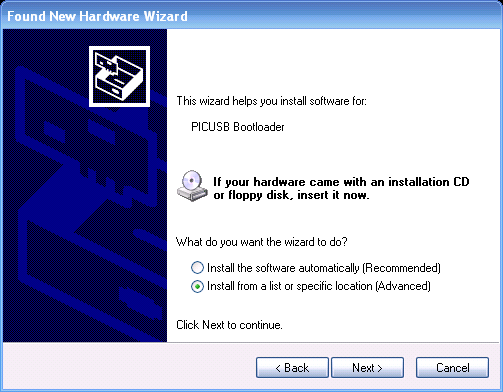 Found New Hardware Wizard
This wizard helps you install software for:
PICUSB Bootloader
If your hardware came with an installation CD
or floppy disk, insert it now.
What do you want the wizard to do?
Install the software automatically (Recommended)
Install from a list or specific location (Advanced)
Click Next to continue.
< Back
Next >
Cancel